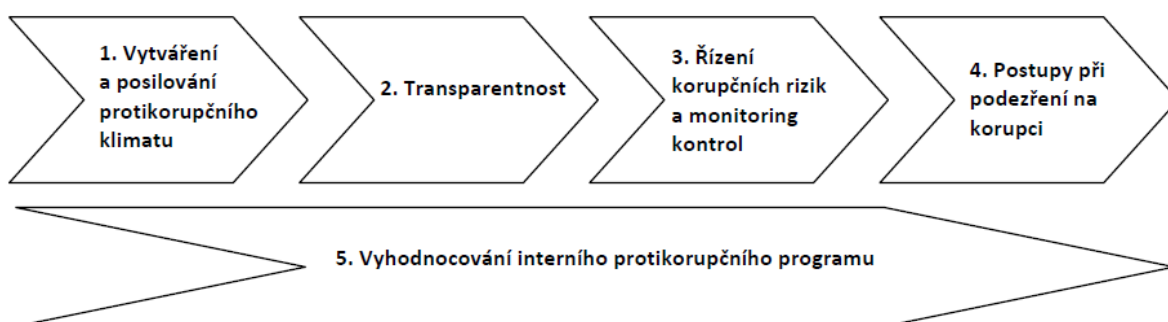 1. Vytváření
a posilování
protikorupčního
klimatu
2. Transparentnost
3. Řízení
korupčních rizik
a monitoring
kontrol
4. Postupy při
podezření na
korupci
5. Vyhodnocování interního protikorupčního programu